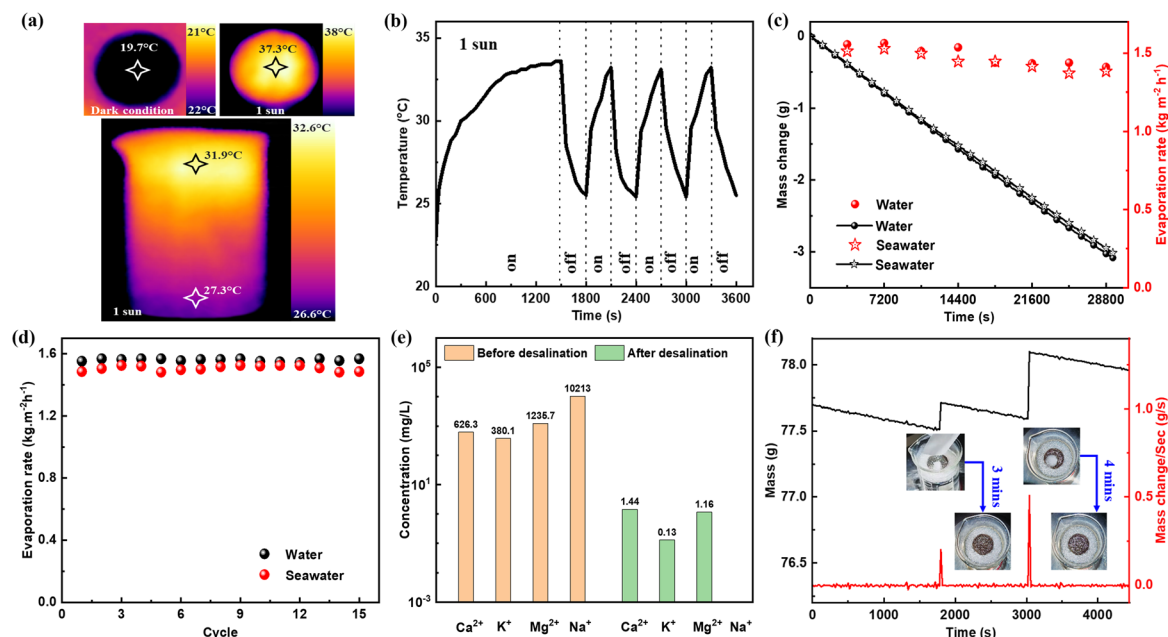 (a)
21°C
19.7°C
Dark condition
22°C
38°C
37.3°C
1 sun
32.6°C
31.9°C
27.3°C
1 sun
26.6°C
(b)
1 sun
Temperature (°C)
35
30
25
20
on
off
on
off
on
off
on
off
0 600 1200 1800 2400 3000 3600
Time (s)
(c)
Mass change (g)
0
-1
-2
-3
Water
Water
Seawater
Seawater
0 7200 14400 21600 28800
Time (s)
Evaporation rate (kg m⁻² h⁻¹)
1.5
1.0
0.5
0.0
(d)
Evaporation rate (kg.m⁻²h⁻¹)
1.6
1.2
0.8
0.4
0.0
Water
Seawater
0 3 6 9 12 15
Cycle
(e)
Concentration (mg/L)
10⁵
10¹
10⁻³
Before desalination
After desalination
626.3
380.1
1235.7
10213
1.44
0.13
1.16
Ca²⁺ K⁺ Mg²⁺ Na⁺ Ca²⁺ K⁺ Mg²⁺ Na⁺
(f)
Mass (g)
78.0
77.5
77.0
76.5
3 mins
4 mins
0 1000 2000 3000 4000
Time (s)
Mass change/Sec (g/s)
1.0
0.5
0.0